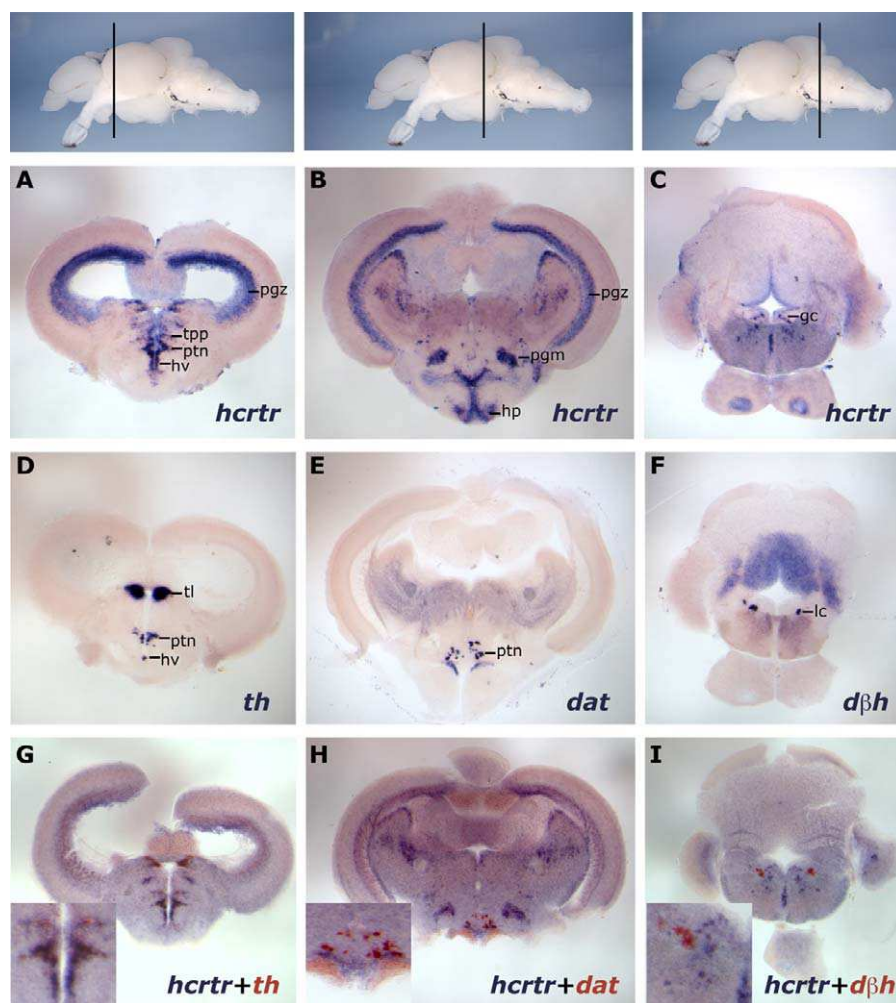 A
pgz
tpp
ptn
hv
hcrtr
B
pgz
pgm
hp
hcrtr
C
gc
hcrtr
D
tl
ptn
hv
th
E
ptn
dat
F
lc
dβh
G
hcrtr+th
H
hcrtr+dat
I
hcrtr+dβh